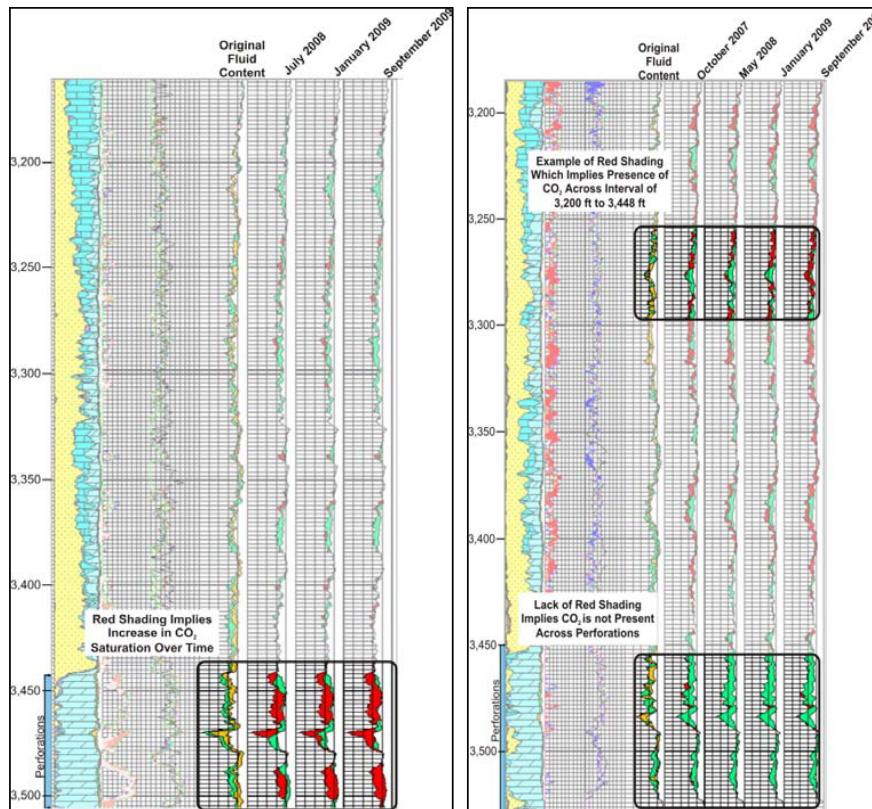 Original
Fluid
Content
July 2008
January 2009
September 2009
3,200
3,250
3,300
3,350
3,400
Red Shading Implies
Increase in CO₂
Saturation Over Time
3,450
3,500
Perforations
Original
Fluid
Content
October 2007
May 2008
January 2009
September 2009
3,200
Example of Red Shading
Which Implies Presence of
CO₂ Across Interval of
3,200 ft to 3,448 ft
3,250
3,300
3,350
3,400
Lack of Red Shading
Implies CO₂ is not Present
Across Perforations
3,450
3,500
Perforations